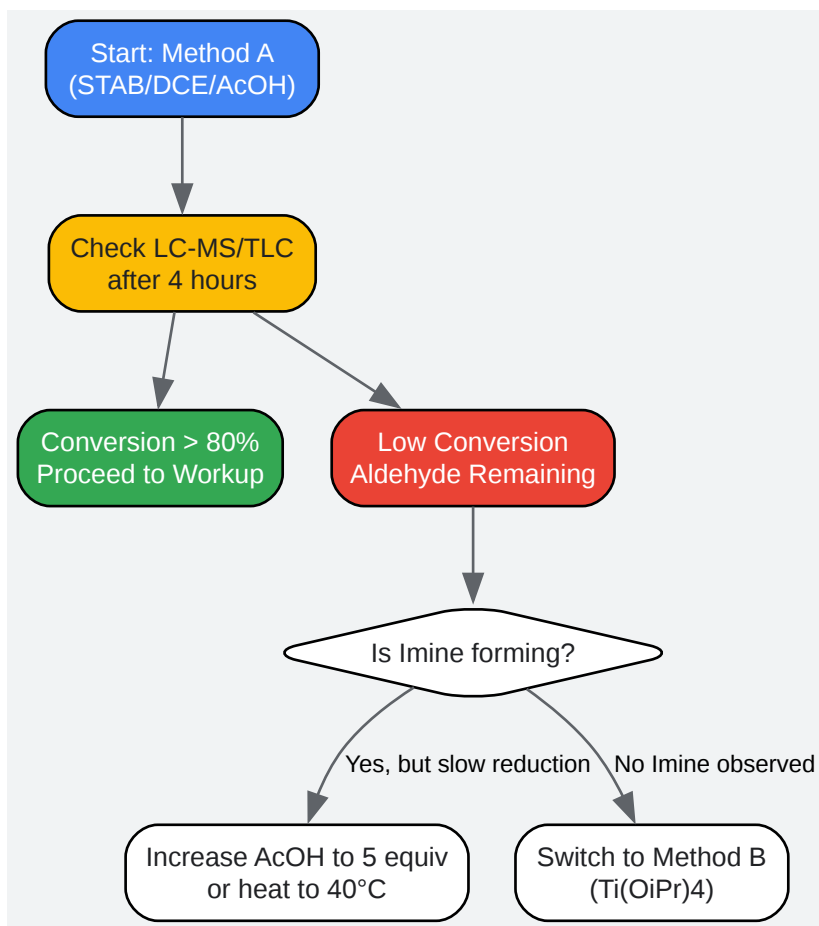 Start: Method A
(STAB/DCE/AcOH)
Check LC-MS/TLC
after 4 hours
Conversion > 80%
Proceed to Workup
Low Conversion
Aldehyde Remaining
Is Imine forming?
Yes, but slow reduction
No Imine observed
Increase AcOH to 5 equiv
or heat to 40°C
Switch to Method B
(Ti(OiPr)4)